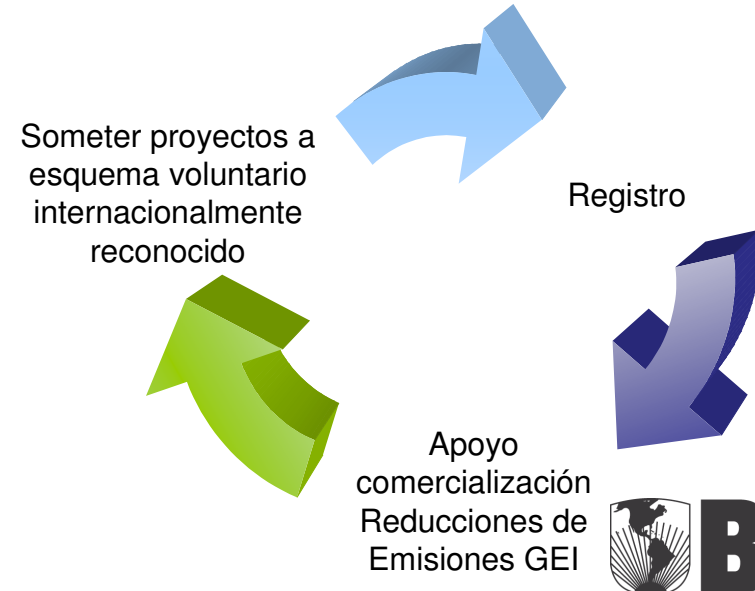 Someter proyectos a
esquema voluntario
internacionalmente
reconocido
Registro
Apoyo
comercialización
Reducciones de
Emisiones GEI
B